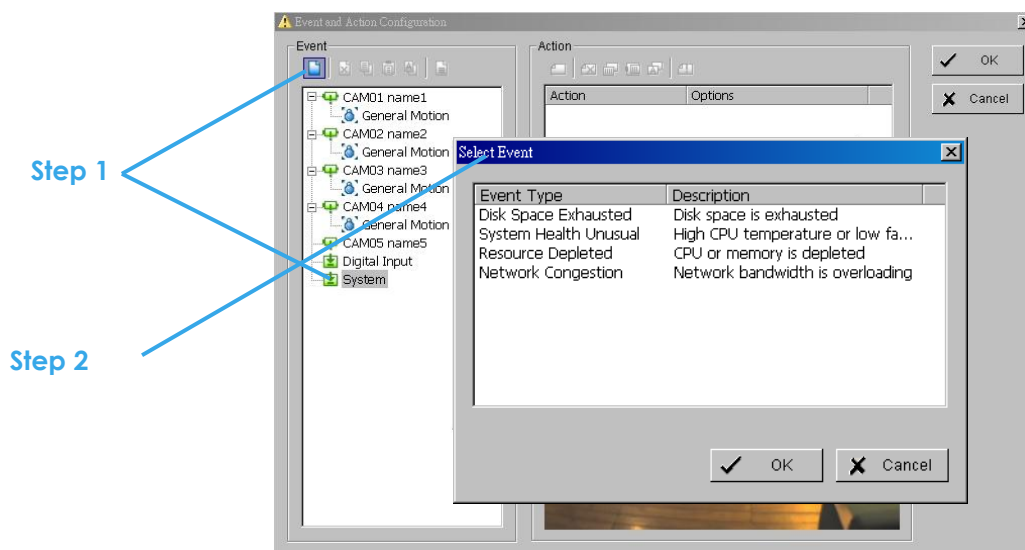 Event and Action Configuration
Event
Action
OK
Cancel
CAM01 name1
General Motion
CAM02 name2
General Motion
CAM03 name3
General Motion
CAM04 name4
General Motion
CAM05 name5
Digital Input
System
Action Options
Step 1
Step 2
Select Event
Event Type Description
Disk Space Exhausted Disk space is exhausted
System Health Unusual High CPU temperature or low fa...
Resource Depleted CPU or memory is depleted
Network Congestion Network bandwidth is overloading
OK Cancel